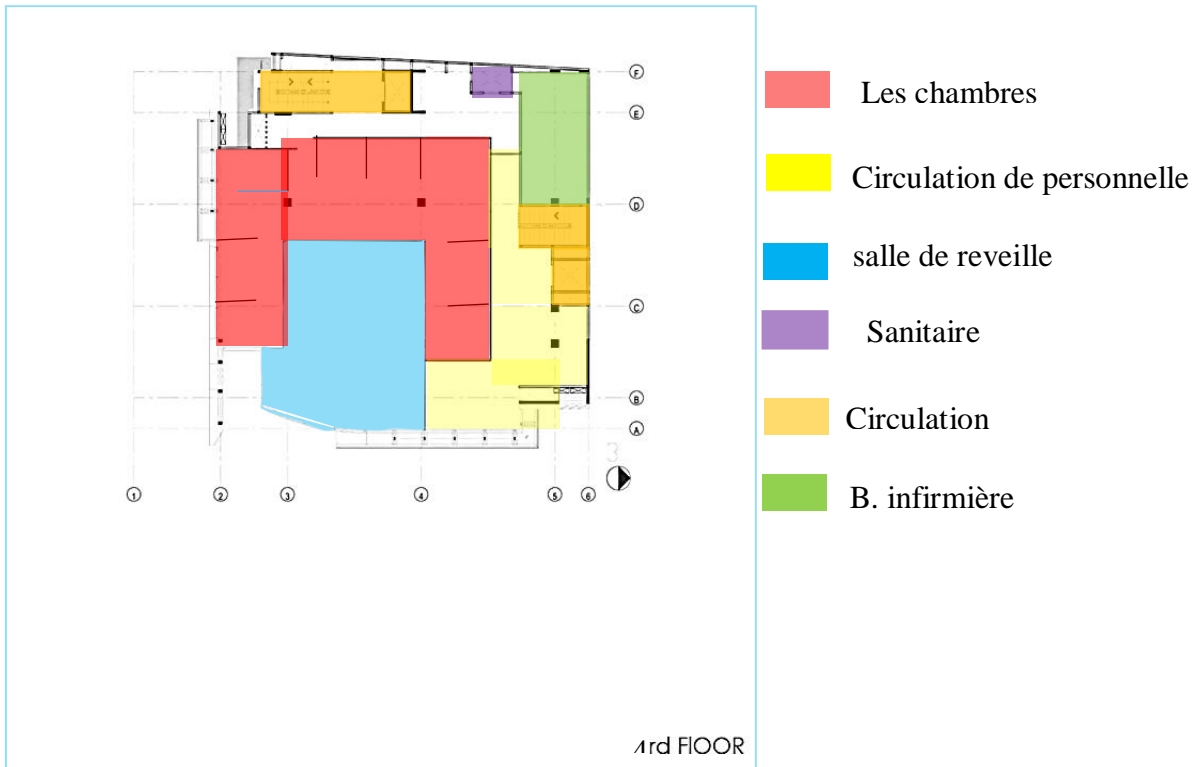 F
E
D
C
B
A
3
1
2
3
4
5
6
Les chambres
Circulation de personnelle
salle de reveille
Sanitaire
Circulation
B. infirmière
rd FlOOR